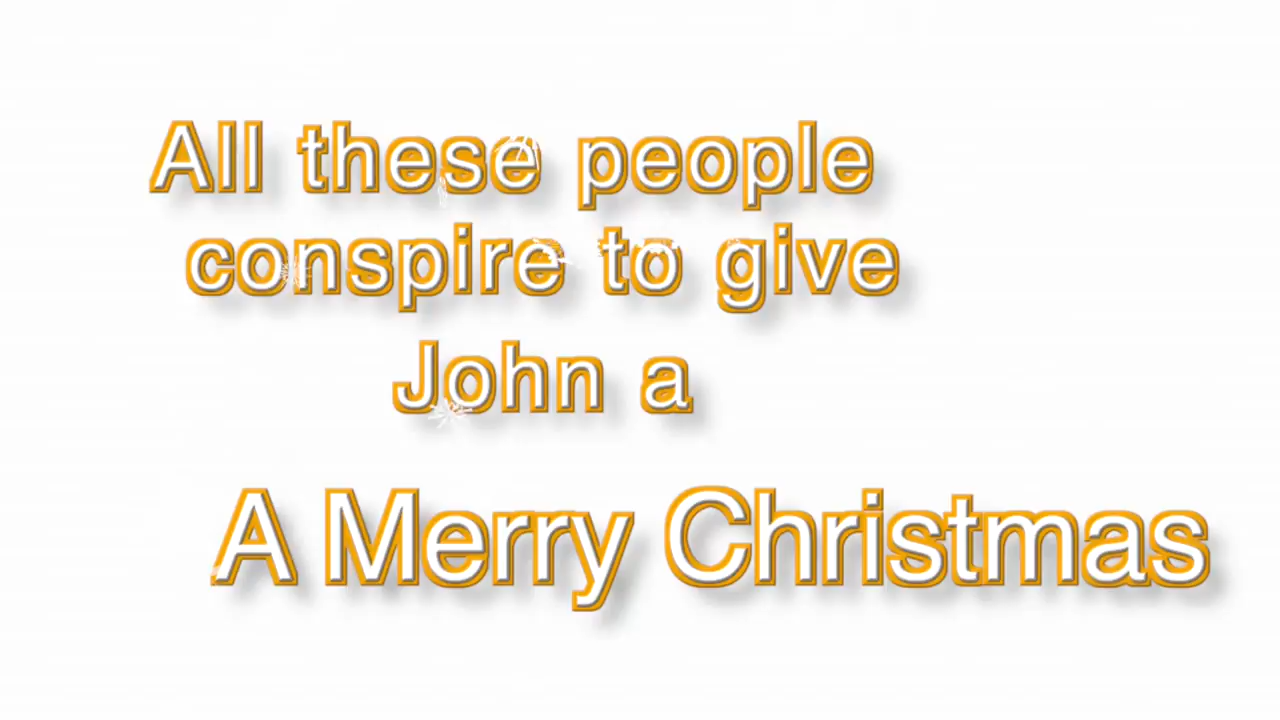 All these people
conspire to give
John a
A Merry Christmas